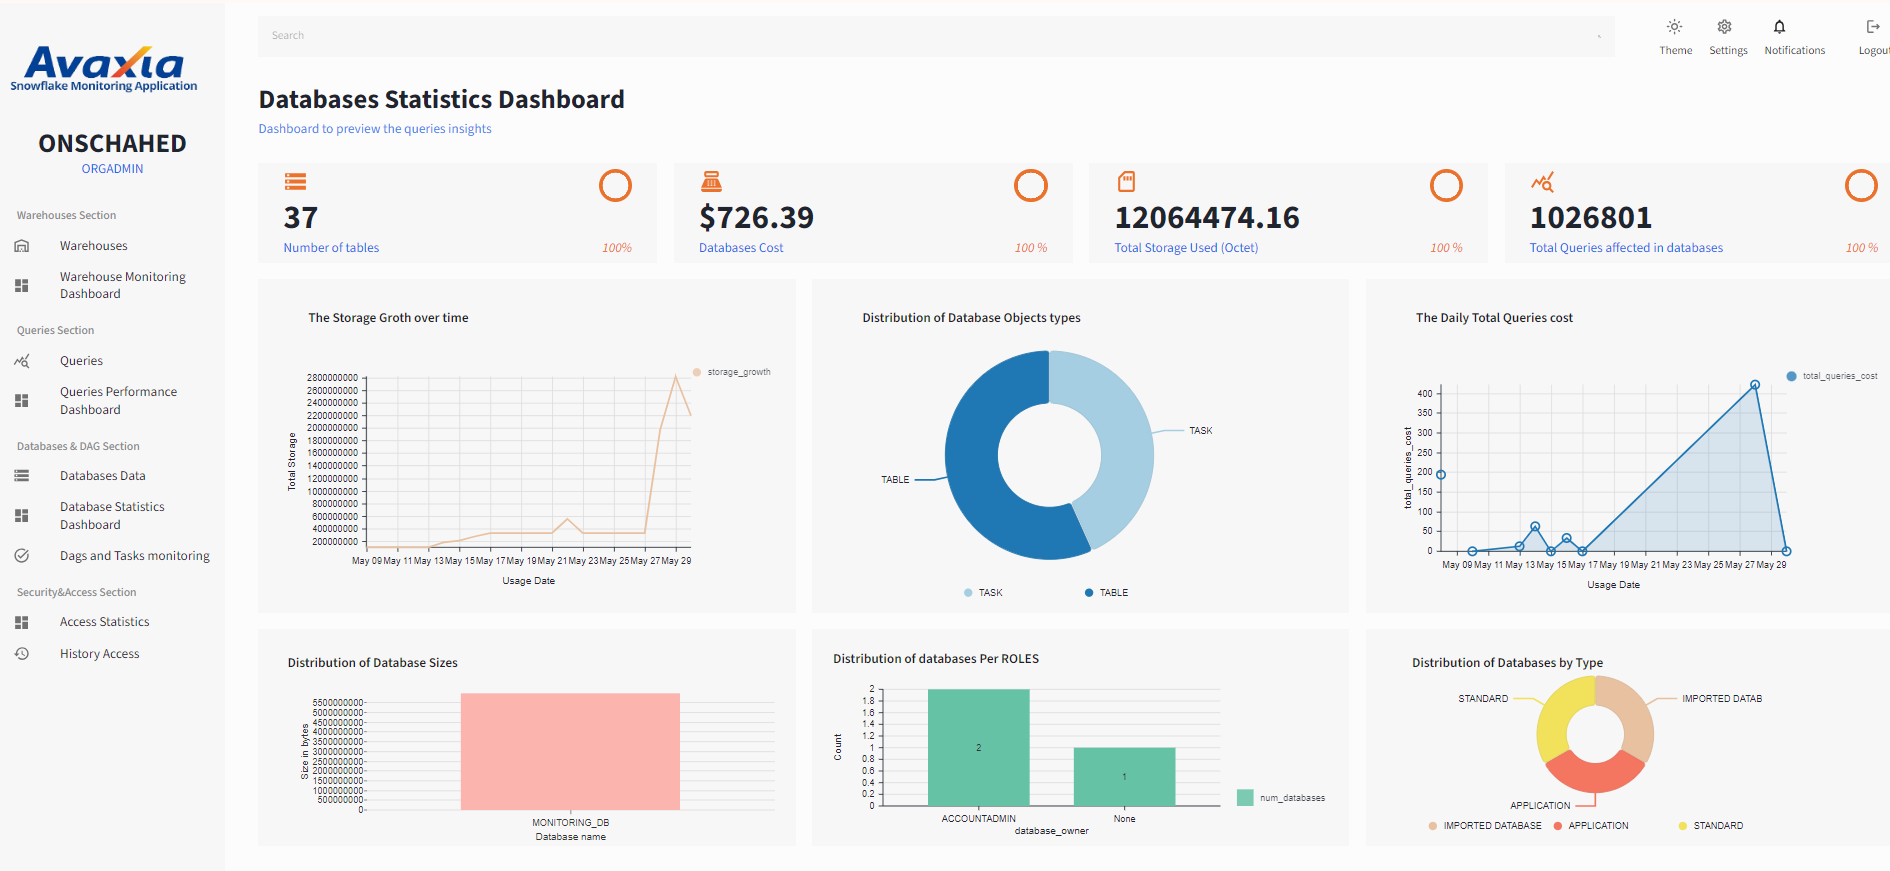 Avaxia
Snowflake Monitoring Application
ONSCHAHED
ORGADMIN
Warehouses Section
Warehouses
Warehouse Monitoring
Dashboard
Queries Section
Queries
Queries Performance
Dashboard
Databases & DAG Section
Databases Data
Database Statistics
Dashboard
Dags and Tasks monitoring
Security&Access Section
Access Statistics
History Access
Search
Theme
Settings
Notifications
Logout
Databases Statistics Dashboard
Dashboard to preview the queries insights
37
Number of tables
100%
$726.39
Databases Cost
100 %
12064474.16
Total Storage Used (Octet)
100 %
1026801
Total Queries affected in databases
100 %
The Storage Groth over time
storage_growth
2800000000
2600000000
2400000000
2200000000
2000000000
1800000000
1600000000
1400000000
1200000000
1000000000
800000000
600000000
400000000
200000000
Total Storage
May 09 May 11 May 13 May 15 May 17 May 19 May 21 May 23 May 25 May 27 May 29
Usage Date
Distribution of Database Objects types
TASK
TABLE
TASK
TABLE
The Daily Total Queries cost
total_queries_cost
400
350
300
250
200
150
100
50
0
total_queries_cost
May 09 May 11 May 13 May 15 May 17 May 19 May 21 May 23 May 25 May 27 May 29
Usage Date
Distribution of Database Sizes
5500000000
5000000000
4500000000
4000000000
3500000000
3000000000
2500000000
2000000000
1500000000
1000000000
500000000
0
Size in bytes
MONITORING_DB
Database name
Distribution of databases Per ROLES
2
1.8
1.6
1.4
1.2
1
0.8
0.6
0.4
0.2
0
Count
2
1
num_databases
ACCOUNTADMIN
None
database_owner
Distribution of Databases by Type
STANDARD
IMPORTED DATAB
APPLICATION
IMPORTED DATABASE
APPLICATION
STANDARD